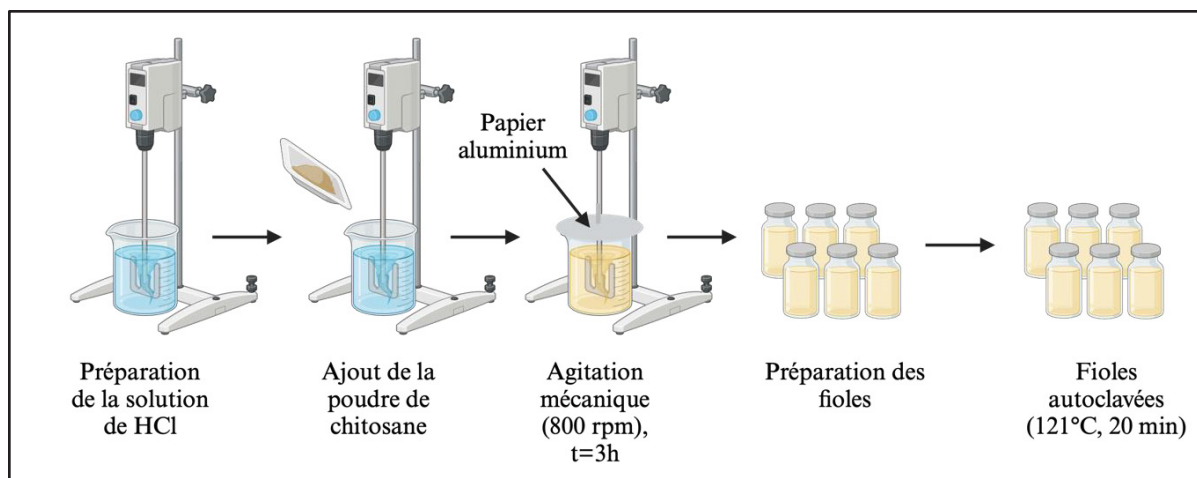 Papier
aluminium
Préparation
de la solution
de HCl
Ajout de la
poudre de
chitosane
Agitation
mécanique
(800 rpm),
t=3h
Préparation des
fioles
Fioles
autoclavées
(121°C, 20 min)